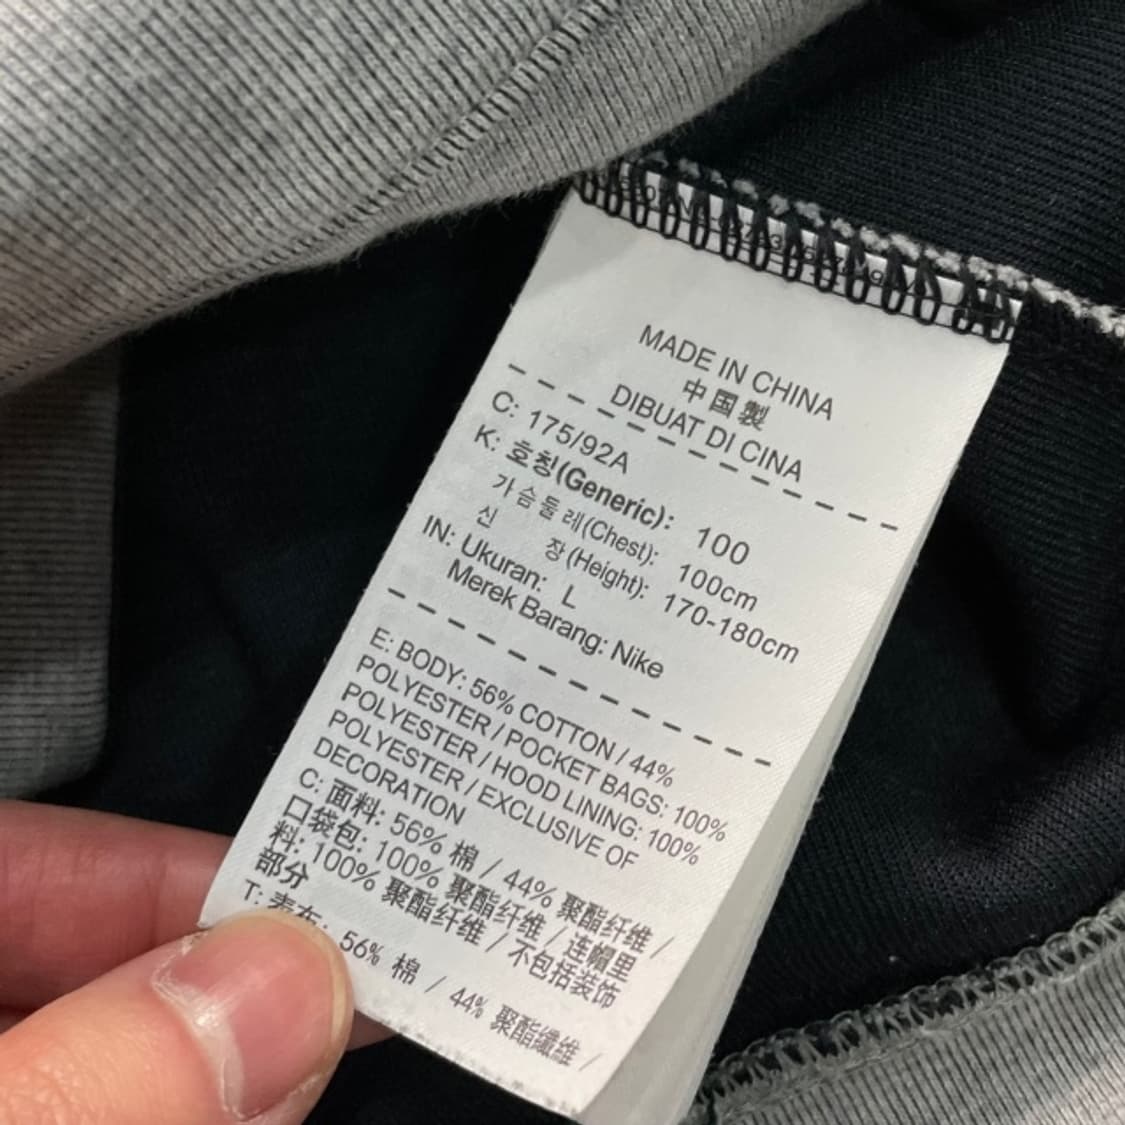 MADE IN CHINA
中国製
DIBUAT DI CINA
C: 175/92A
K: 호칭(Generic): 100
가슴둘레(Chest): 100cm
신 장(Height): 170-180cm
IN: Ukuran: L
Merek Barang: Nike
E: BODY: 56% COTTON / 44%
POLYESTER / POCKET BAGS: 100%
POLYESTER / HOOD LINING: 100%
POLYESTER / EXCLUSIVE OF
DECORATION
C: 面料: 56% 棉 / 44% 聚酯纤维 /
口袋包: 100% 聚酯纤维 / 连帽里
料: 100% 聚酯纤维 / 不包括装饰
部分
T: 表布: 56% 棉 / 44% 聚酯纖維 /